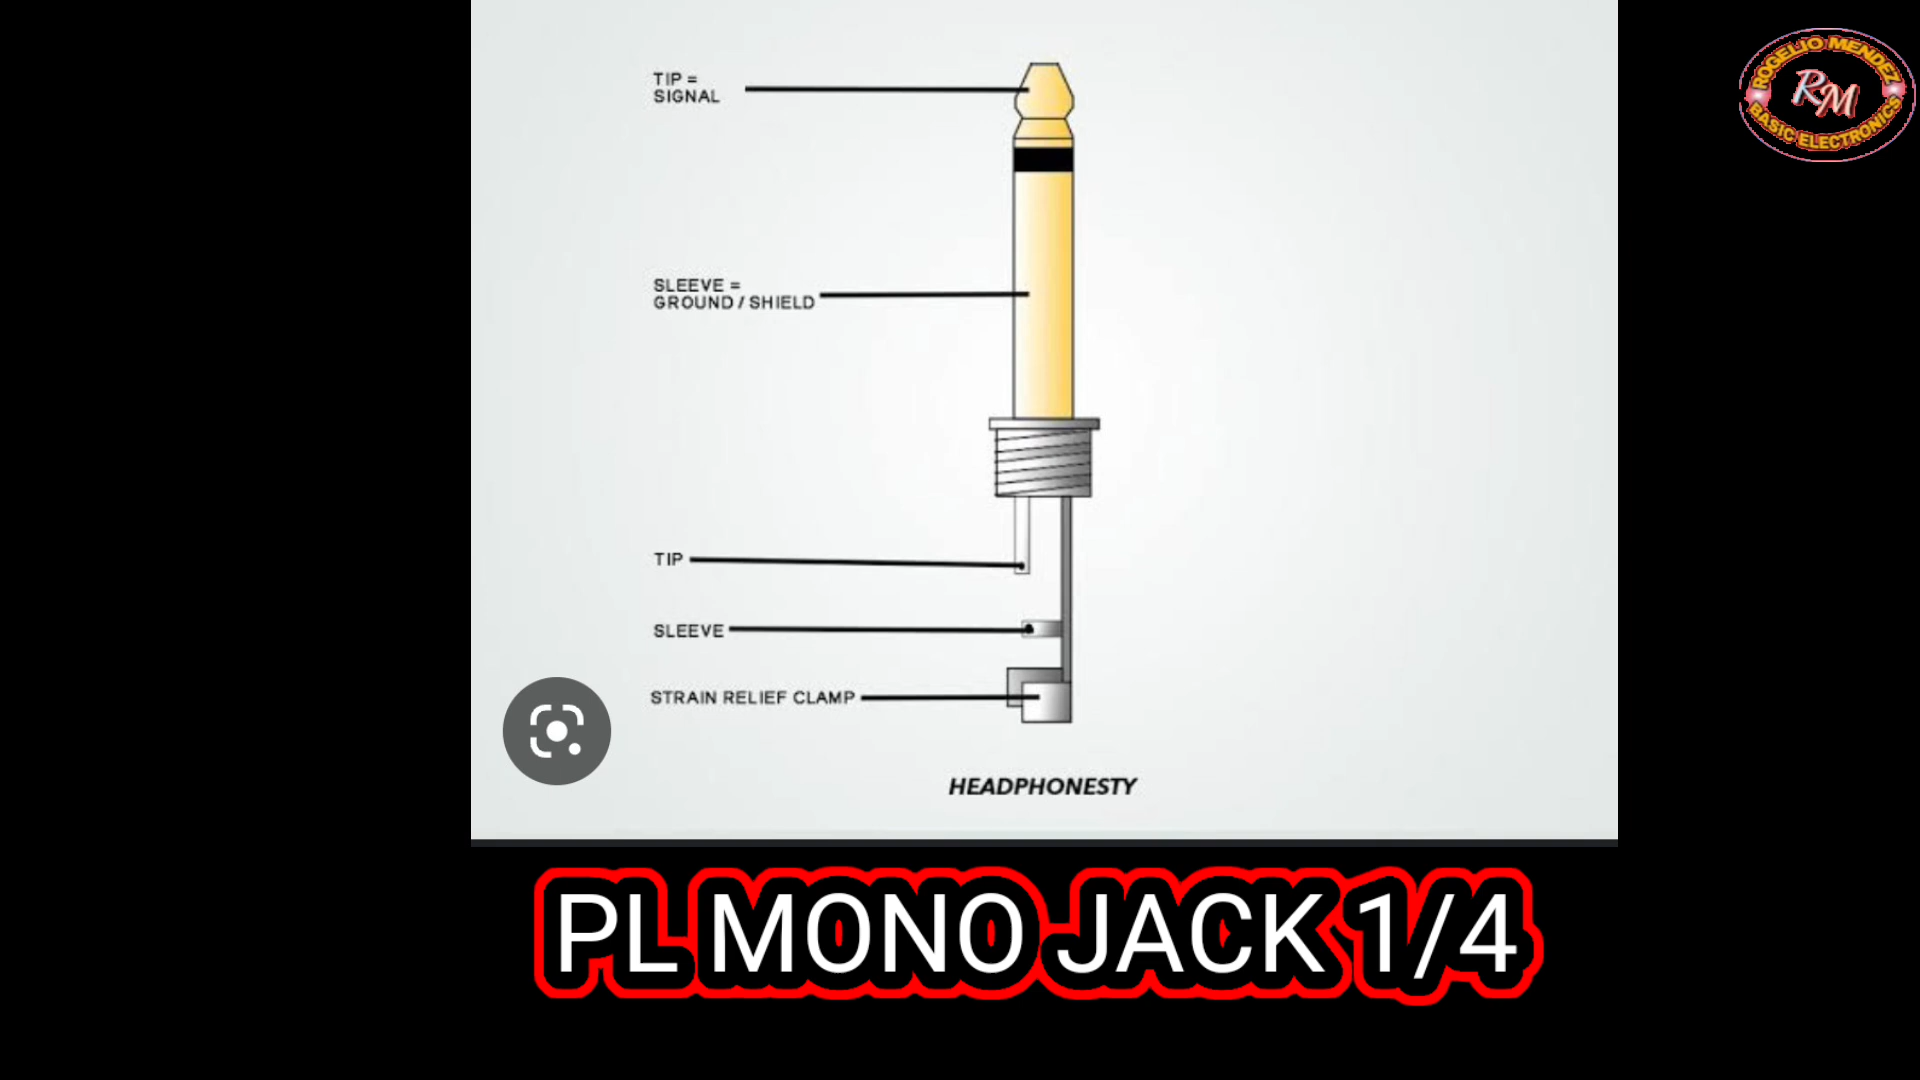 TIP =
SIGNAL
ROGELIO MENDEZ
RM
BASIC ELECTRONICS
SLEEVE =
GROUND / SHIELD
TIP
SLEEVE
STRAIN RELIEF CLAMP
HEADPHONESTY
PL MONO JACK 1/4